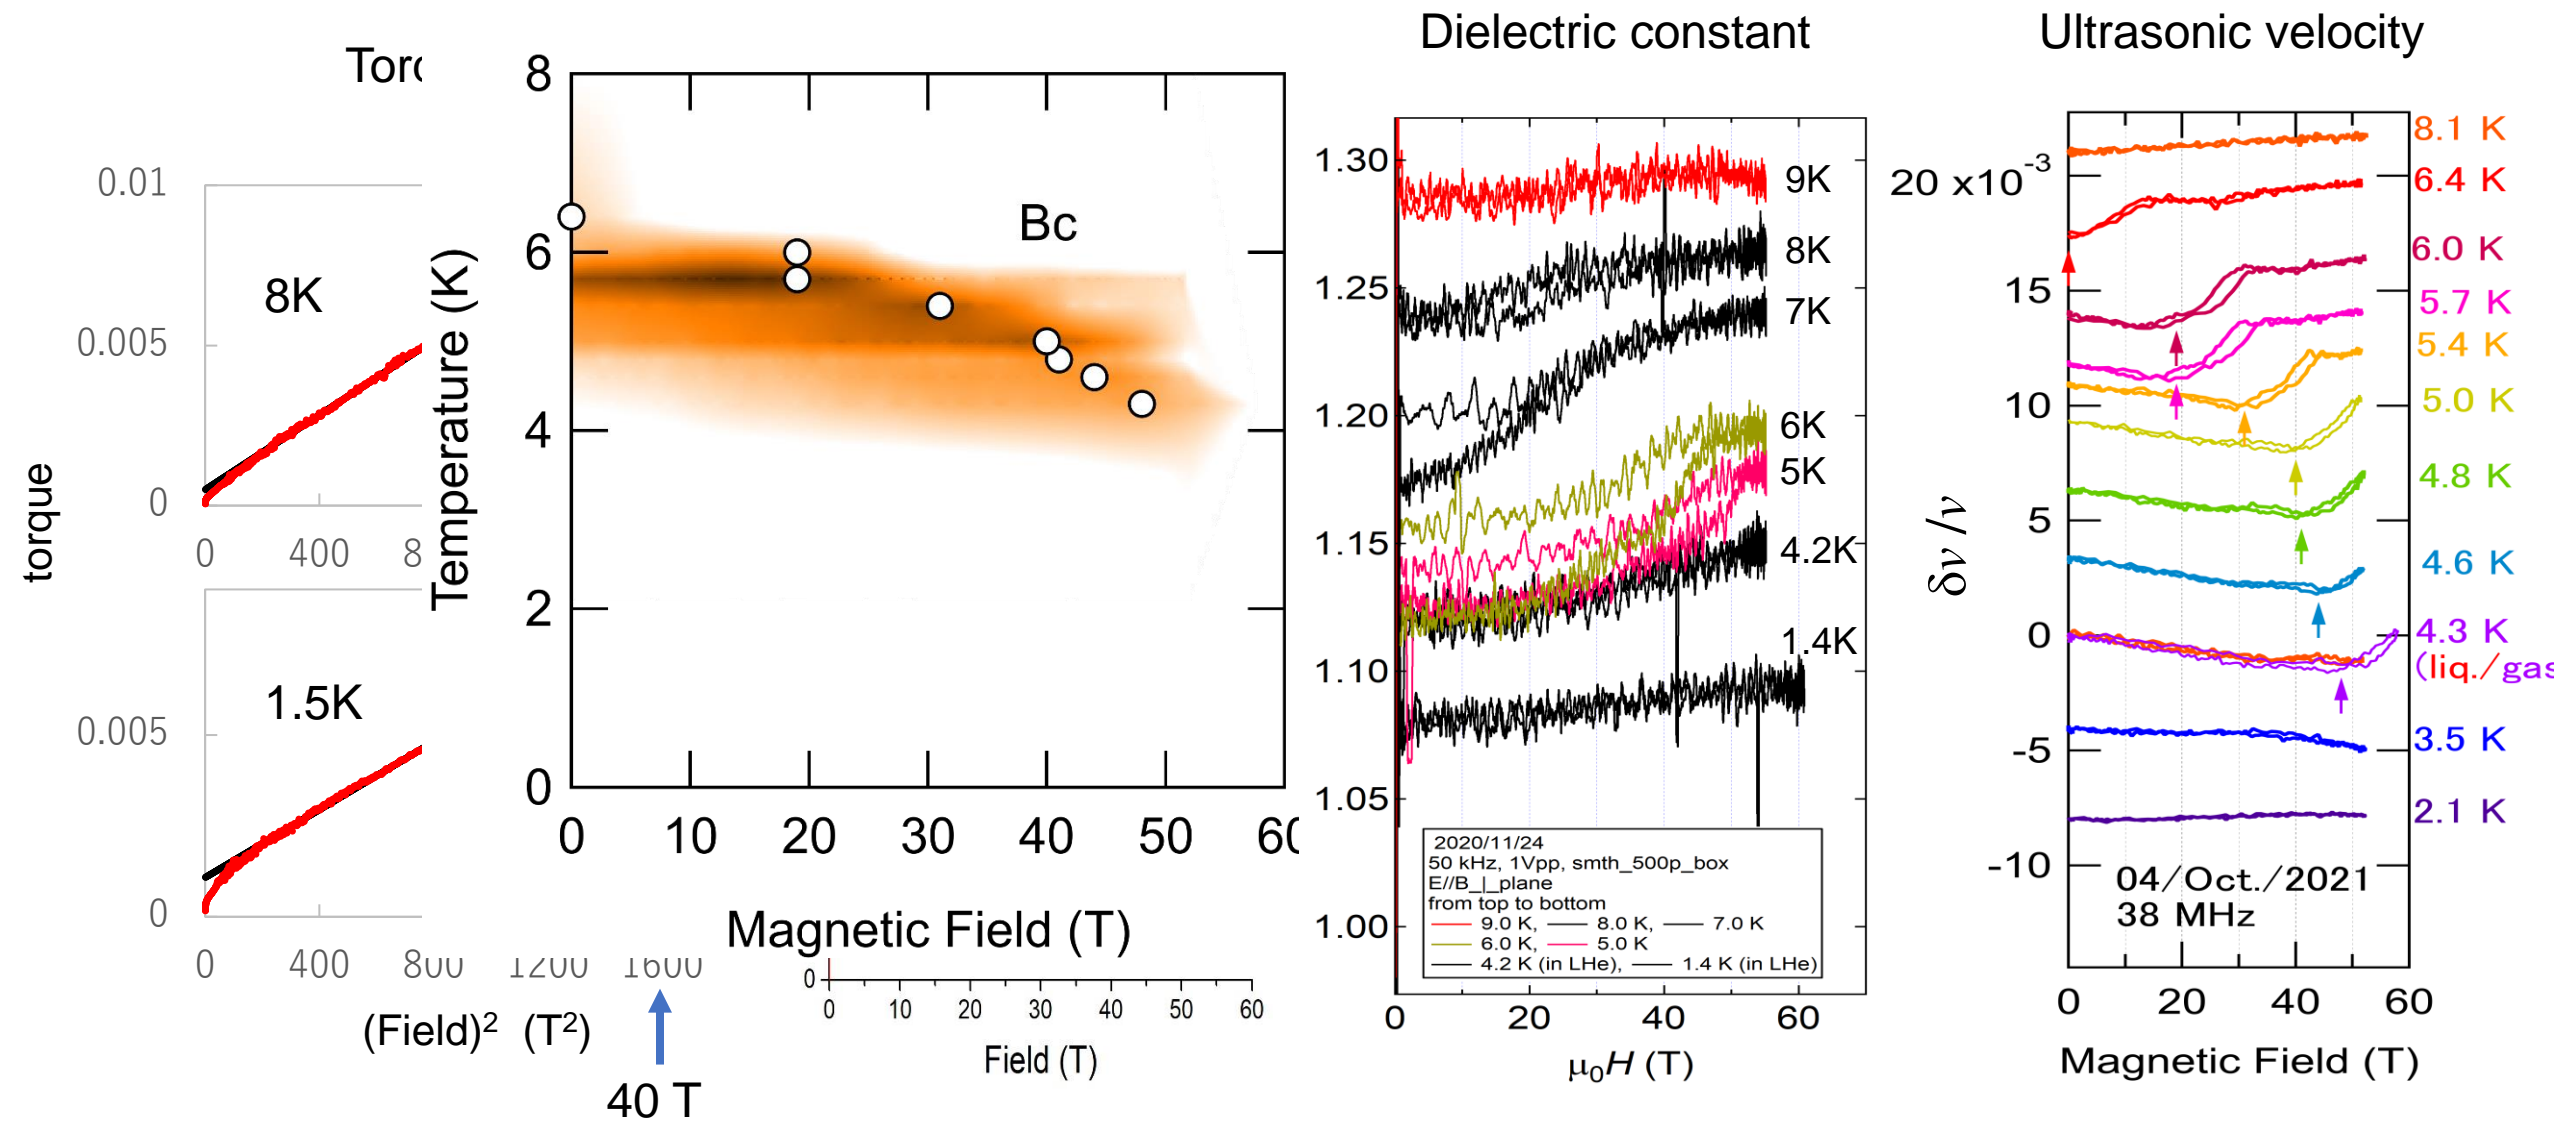 Dielectric constant
Ultrasonic velocity
8
6
4
2
0
Temperature (K)
Bc
0
10
20
30
40
50
Magnetic Field (T)
0.01
0.005
0
8K
0
400
8
torque
0.005
0
1.5K
0
400
800
1200
1600
(Field)² (T²)
40 T
0
0
10
20
30
40
50
60
Field (T)
1.30
1.25
1.20
1.15
1.10
1.05
1.00
9K
8K
7K
6K
5K
4.2K
1.4K
2020/11/24
50 kHz, 1Vpp, smth_500p_box
E//B_|_plane
from top to bottom
9.0 K, 8.0 K, 7.0 K
6.0 K, 5.0 K
4.2 K (in LHe), 1.4 K (in LHe)
0
20
40
60
μ₀H (T)
20 x10⁻³
15
10
5
0
-5
-10
δv /v
8.1 K
6.4 K
6.0 K
5.7 K
5.4 K
5.0 K
4.8 K
4.6 K
4.3 K
(liq./gas
3.5 K
2.1 K
04/Oct./2021
38 MHz
0
20
40
60
Magnetic Field (T)